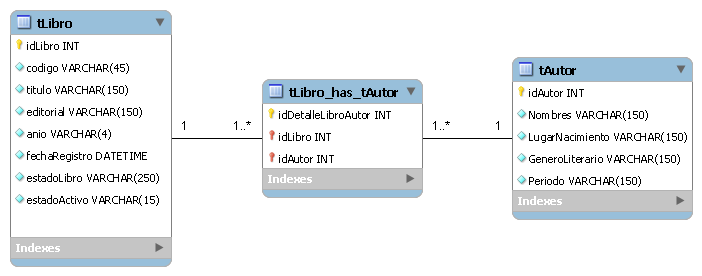 tLibro
idLibro INT
codigo VARCHAR(45)
titulo VARCHAR(150)
editorial VARCHAR(150)
anio VARCHAR(4)
fechaRegistro DATETIME
estadoLibro VARCHAR(250)
estadoActivo VARCHAR(15)
Indexes
1
1..*
tLibro_has_tAutor
idDetalleLibroAutor INT
idLibro INT
idAutor INT
Indexes
1..*
1
tAutor
idAutor INT
Nombres VARCHAR(150)
LugarNacimiento VARCHAR(150)
GeneroLiterario VARCHAR(150)
Periodo VARCHAR(150)
Indexes